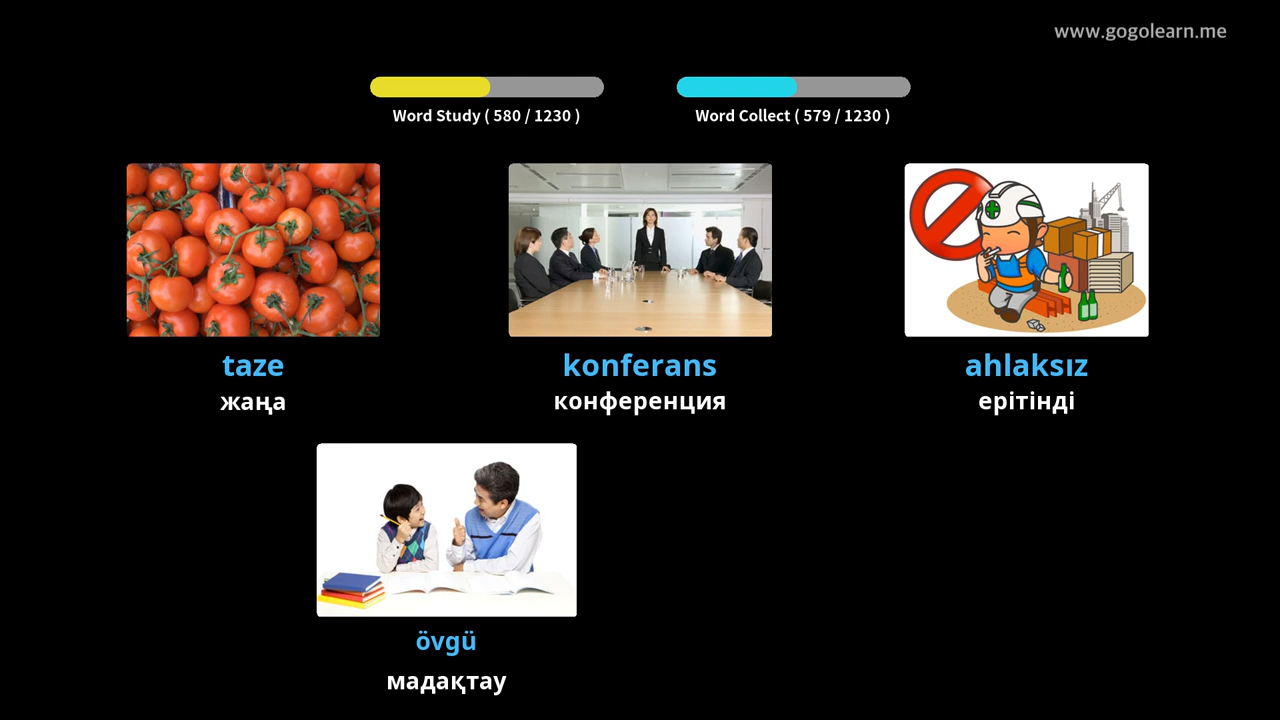 www.gogolearn.me
Word Study ( 580 / 1230 )
Word Collect ( 579 / 1230 )
taze
konferans
ahlaksız
жаңа
конференция
ерітінді
övgü
мадақтау